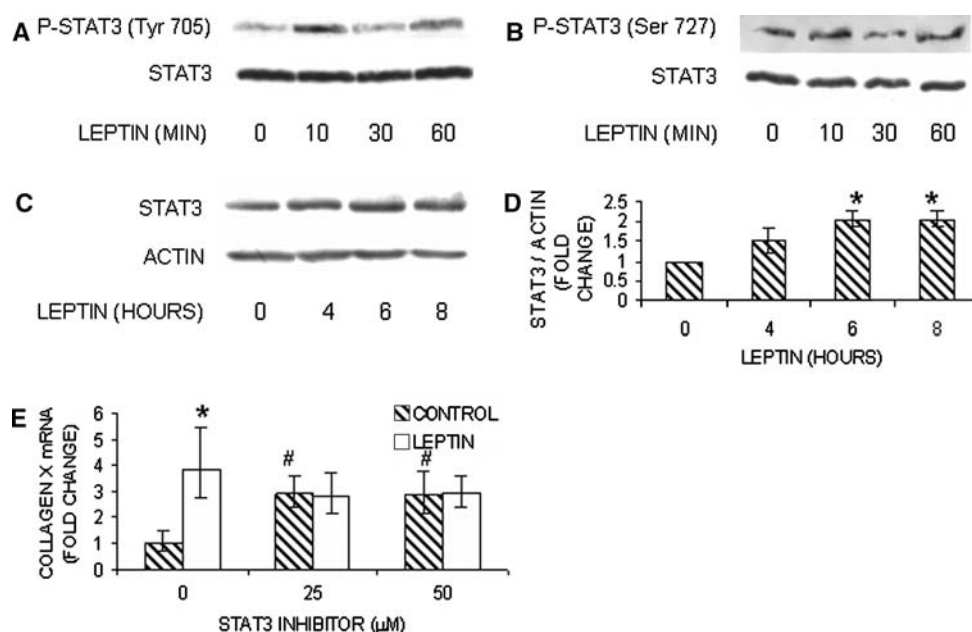 A P-STAT3 (Tyr 705)
STAT3
LEPTIN (MIN) 0 10 30 60
B P-STAT3 (Ser 727)
STAT3
LEPTIN (MIN) 0 10 30 60
C STAT3
ACTIN
LEPTIN (HOURS) 0 4 6 8
D
STAT3 / ACTIN
(FOLD
CHANGE)
2.5
2
1.5
1
0.5
* *
0 4 6 8
LEPTIN (HOURS)
E
COLLAGEN X mRNA
(FOLD CHANGE)
6
5
4
3
2
1
0
* # #
CONTROL
LEPTIN
0 25 50
STAT3 INHIBITOR (µM)